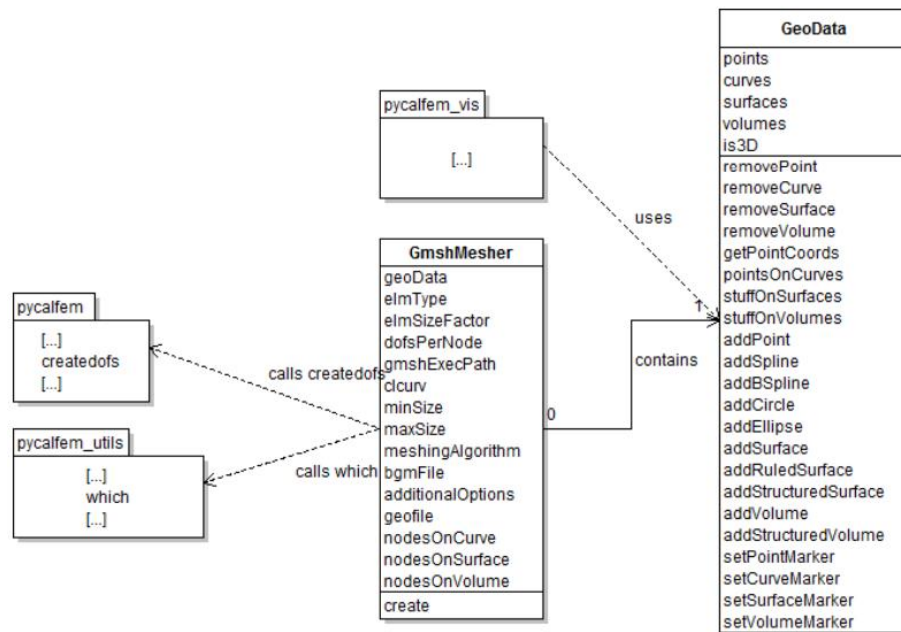 GeoData
points
curves
surfaces
volumes
is3D
removePoint
removeCurve
removeSurface
removeVolume
getPointCoords
pointsOnCurves
stuffOnSurfaces
stuffOnVolumes
addPoint
addSpline
addBSpline
addCircle
addEllipse
addSurface
addRuledSurface
addStructuredSurface
addVolume
addStructuredVolume
setPointMarker
setCurveMarker
setSurfaceMarker
setVolumeMarker
pycalfem_vis
[...]
uses
1
contains
0
GmshMesher
geoData
elmType
elmSizeFactor
dofsPerNode
gmshExecPath
clcurv
minSize
maxSize
meshingAlgorithm
bgmFile
additionalOptions
geofile
nodesOnCurve
nodesOnSurface
nodesOnVolume
create
calls createdofs
calls which
pycalfem
[...]
createdofs
[...]
pycalfem_utils
[...]
which
[...]